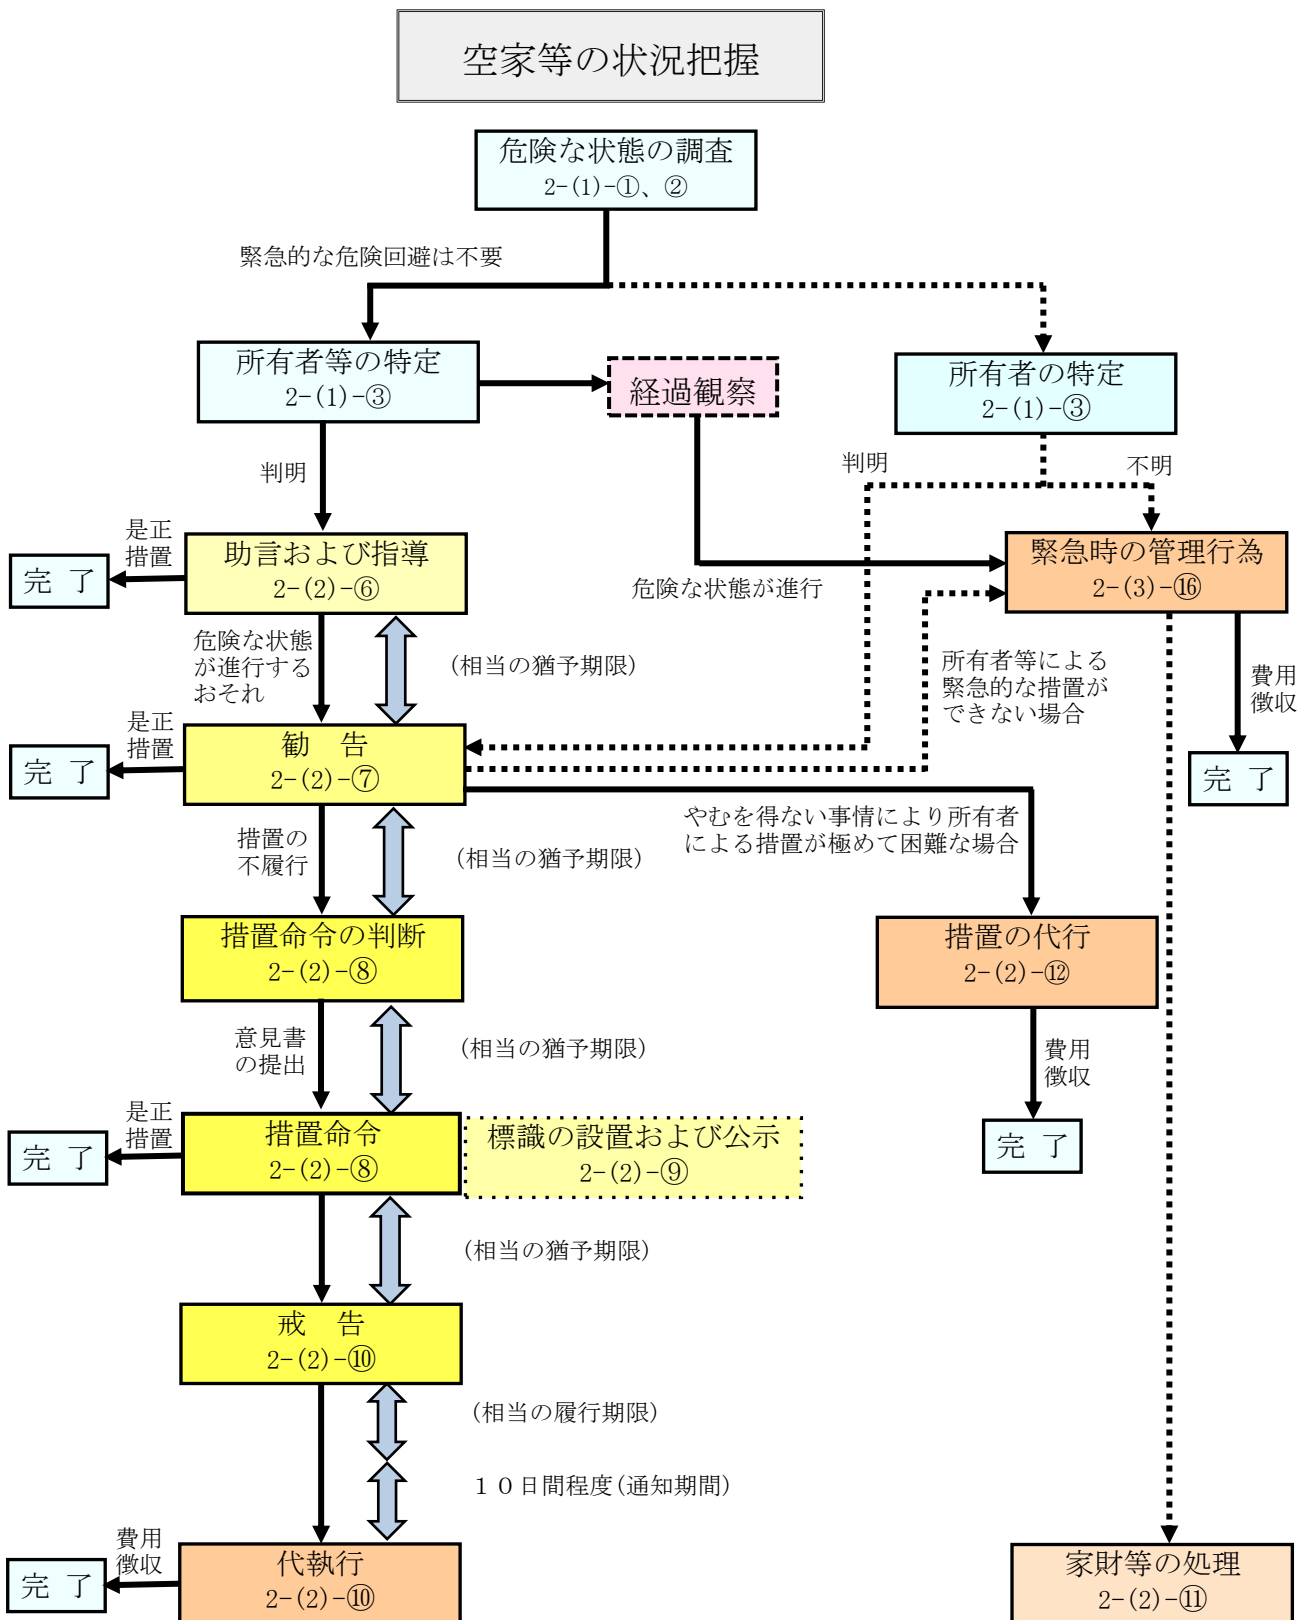 空家等の状況把握
危険な状態の調査
2-(1)-①、②
緊急的な危険回避は不要
所有者等の特定
2-(1)-③
経過観察
所有者の特定
2-(1)-③
判明
判明
不明
是正
措置
完 了
助言および指導
2-(2)-⑥
緊急時の管理行為
2-(3)-⑯
危険な状態が進行
危険な状態
が進行する
おそれ
(相当の猶予期限)
所有者等による
緊急的な措置が
できない場合
費用
徴収
完 了
是正
措置
完 了
勧 告
2-(2)-⑦
措置の
不履行
(相当の猶予期限)
やむを得ない事情により所有者
による措置が極めて困難な場合
措置命令の判断
2-(2)-⑧
措置の代行
2-(2)-⑫
意見書
の提出
(相当の猶予期限)
費用
徴収
完 了
是正
措置
完 了
措置命令
2-(2)-⑧
標識の設置および公示
2-(2)-⑨
(相当の猶予期限)
戒 告
2-(2)-⑩
(相当の履行期限)
１０日間程度(通知期間)
費用
徴収
完 了
代執行
2-(2)-⑩
家財等の処理
2-(2)-⑪